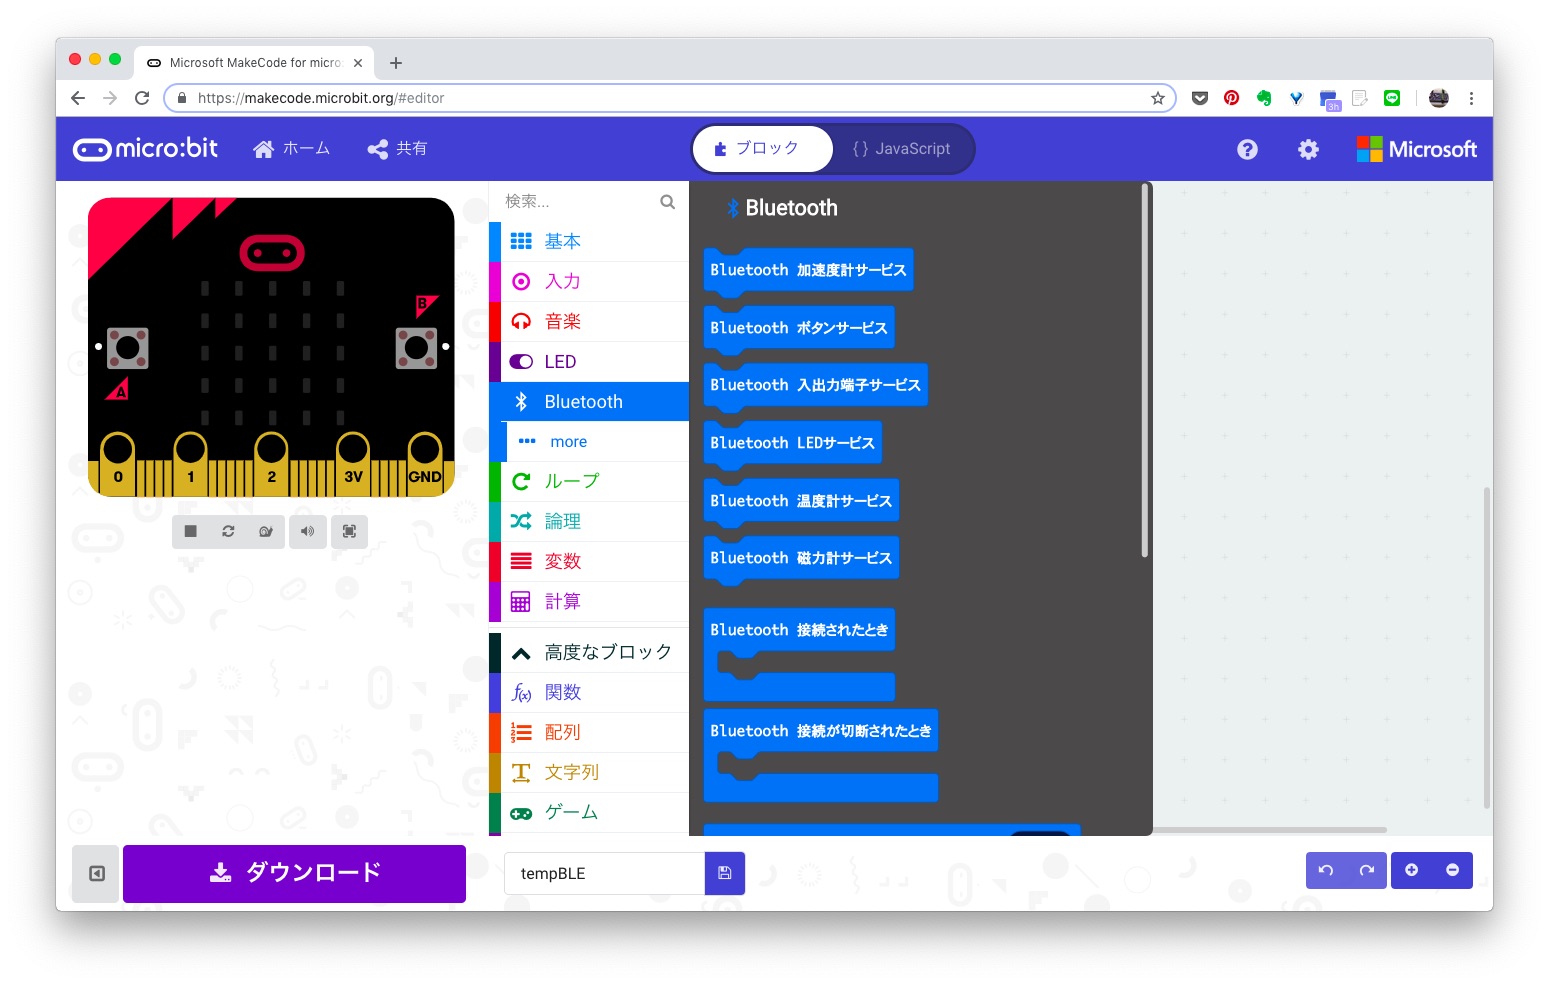 Microsoft MakeCode for micro:
https://makecode.microbit.org/#editor
3h
LINE
micro:bit
ホーム
共有
ブロック
{ } JavaScript
Microsoft
検索...
基本
入力
音楽
LED
Bluetooth
more
ループ
論理
変数
計算
高度なブロック
関数
配列
文字列
ゲーム
B
A
0
1
2
3V
GND
Bluetooth
Bluetooth 加速度計サービス
Bluetooth ボタンサービス
Bluetooth 入出力端子サービス
Bluetooth LEDサービス
Bluetooth 温度計サービス
Bluetooth 磁力計サービス
Bluetooth 接続されたとき
Bluetooth 接続が切断されたとき
ダウンロード
tempBLE